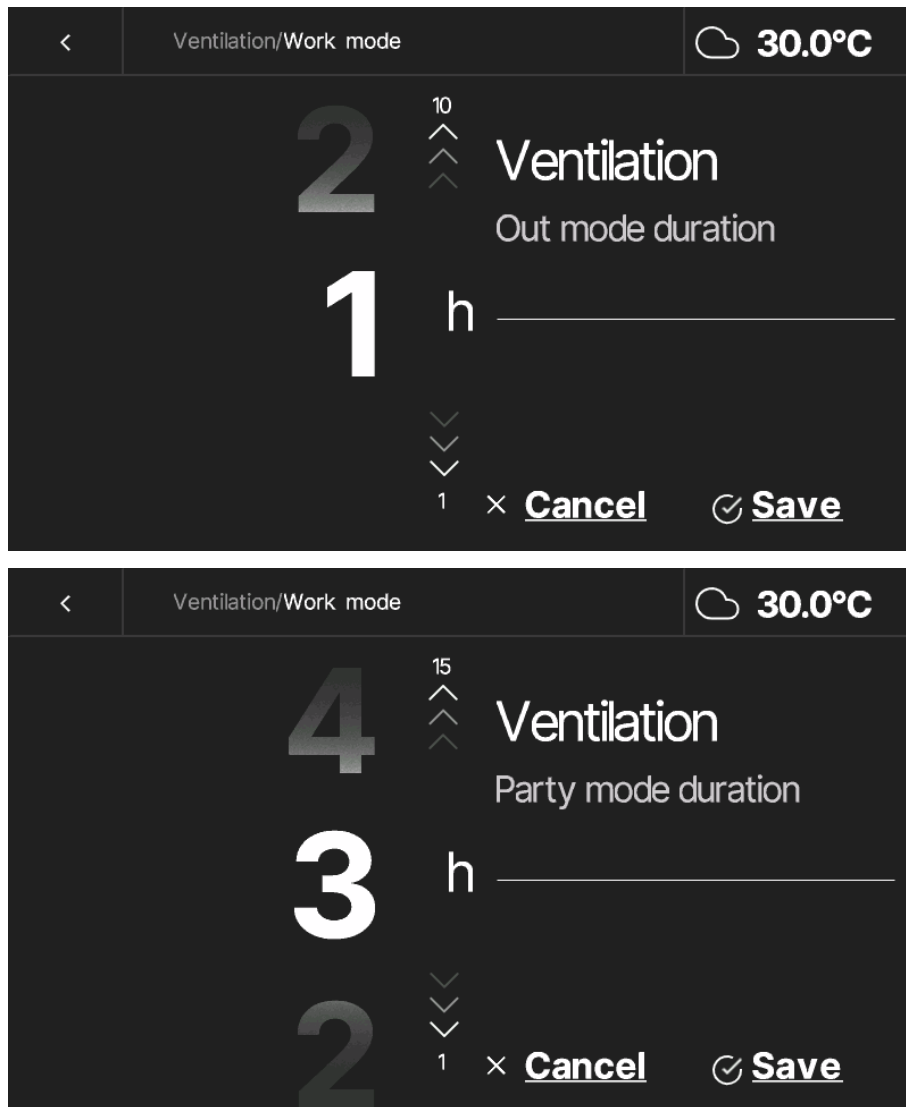 Ventilation/Work mode
30.0°C
2
10
Ventilation
Out mode duration
1 h
1
Cancel
Save
Ventilation/Work mode
30.0°C
4
15
Ventilation
Party mode duration
3 h
2
1
Cancel
Save